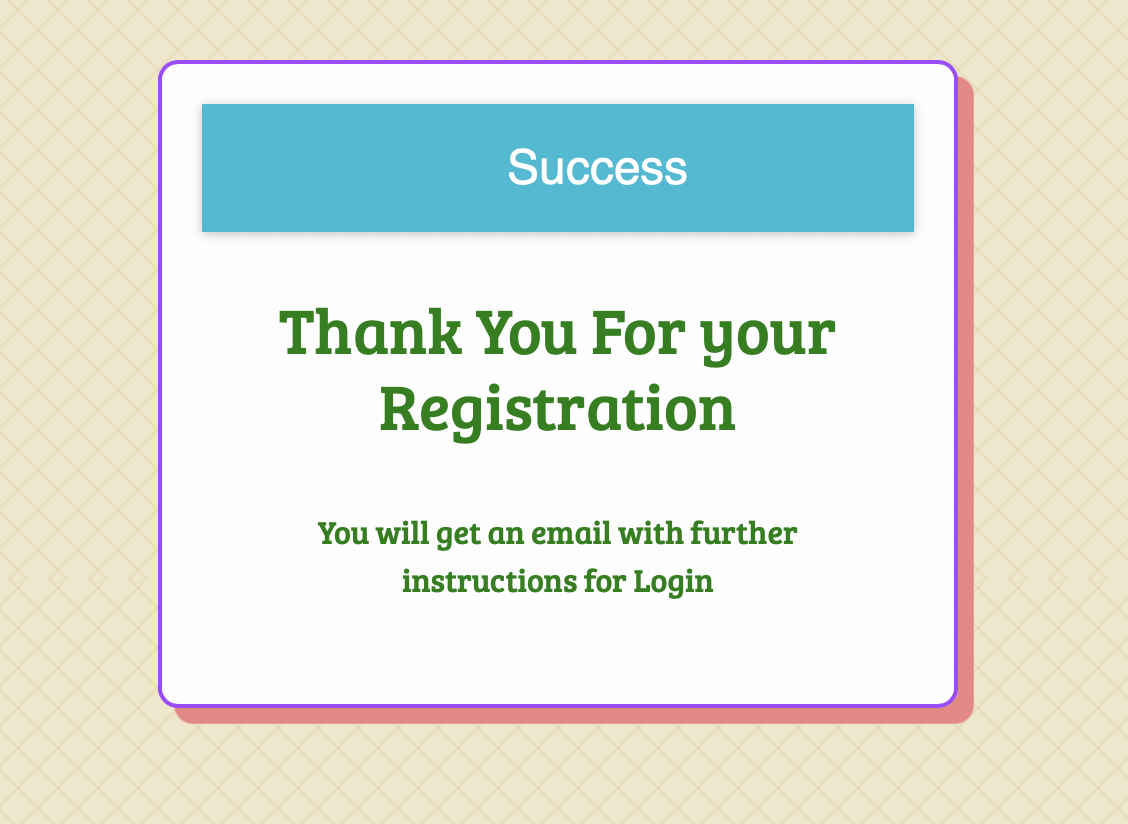 Success
Thank You For your
Registration
You will get an email with further
instructions for Login